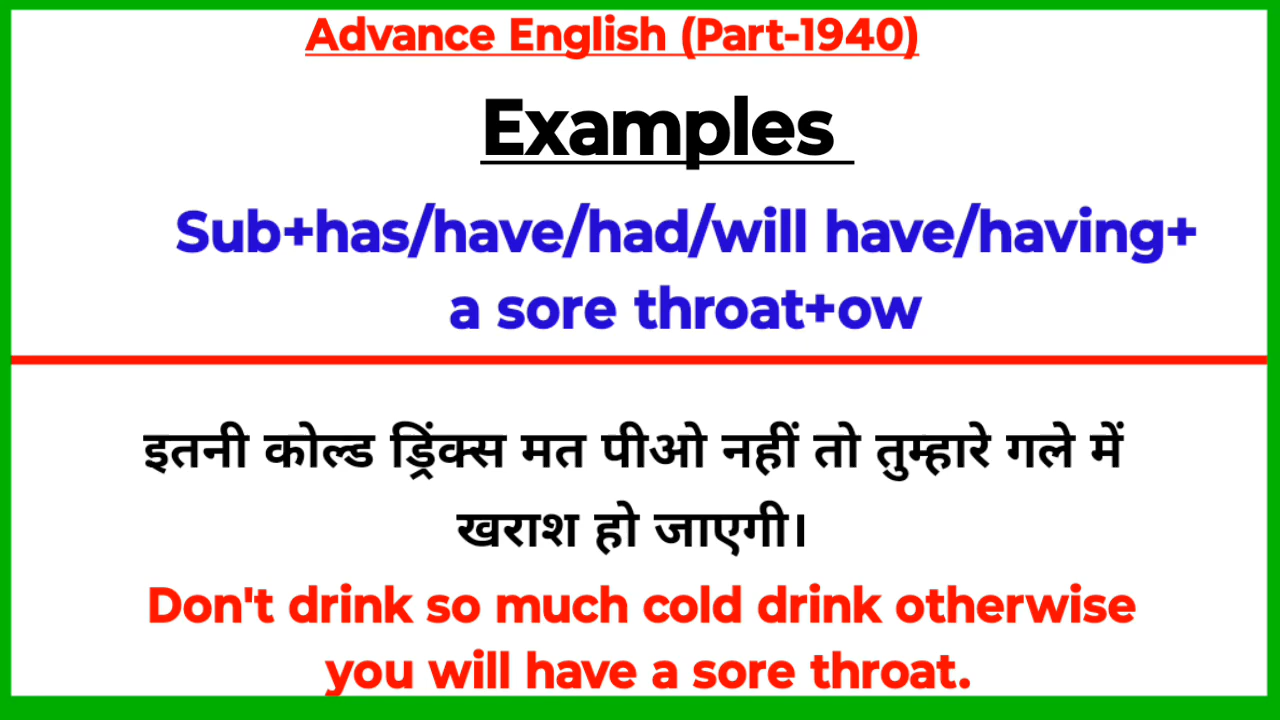 Advance English (Part-1940)
Examples
Sub+has/have/had/will have/having+
a sore throat+ow
इतनी कोल्ड ड्रिंक्स मत पीओ नहीं तो तुम्हारे गले में
खराश हो जाएगी।
Don't drink so much cold drink otherwise
you will have a sore throat.